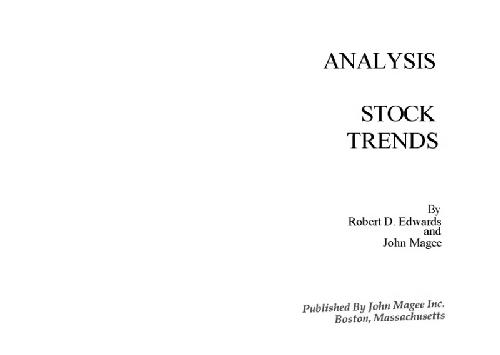 ANALYSIS
STOCK
TRENDS
By
Robert D. Edwards
and
John Magee
Published By John Magee Inc.
Boston, Massachusetts